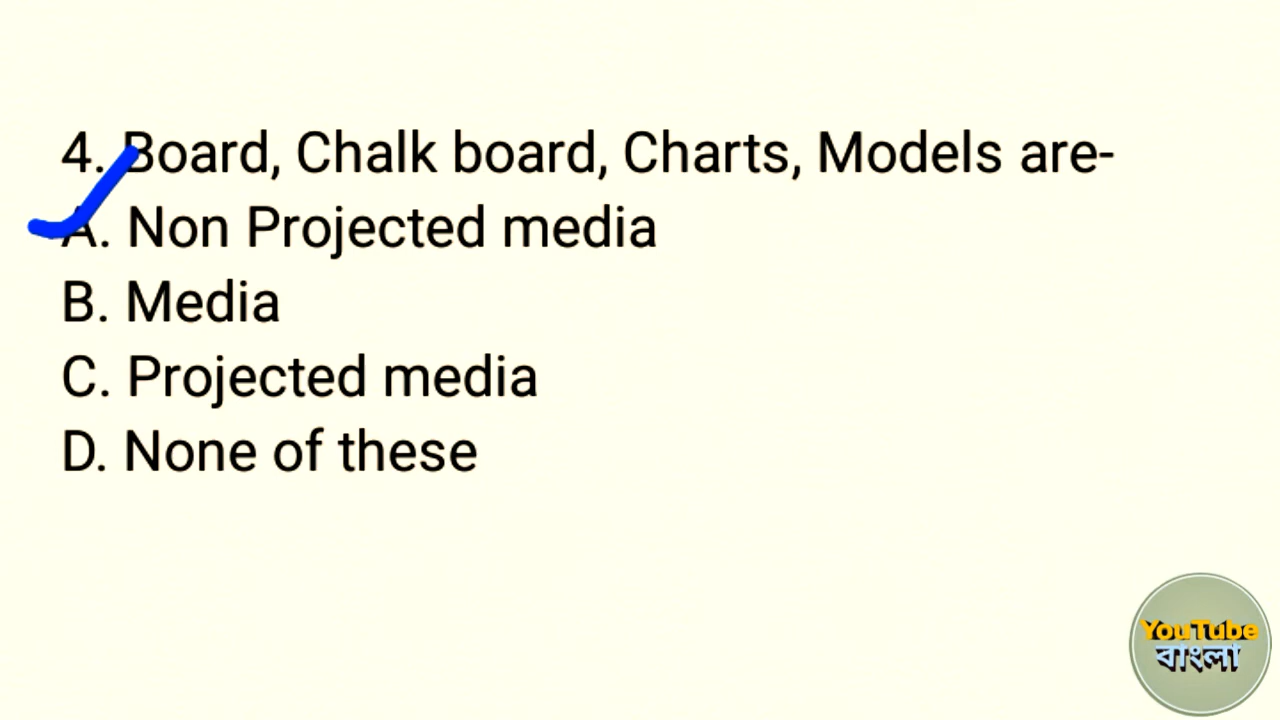 4. Board, Chalk board, Charts, Models are-
A. Non Projected media
B. Media
C. Projected media
D. None of these
YouTube
বাংলা